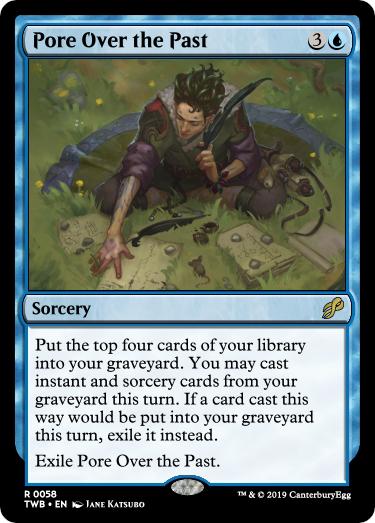 Pore Over the Past 3
Sorcery
Put the top four cards of your library
into your graveyard. You may cast
instant and sorcery cards from your
graveyard this turn. If a card cast this
way would be put into your graveyard
this turn, exile it instead.
Exile Pore Over the Past.
R 0058
TWB • EN Jane Katsubo
™ & © 2019 CanterburyEgg